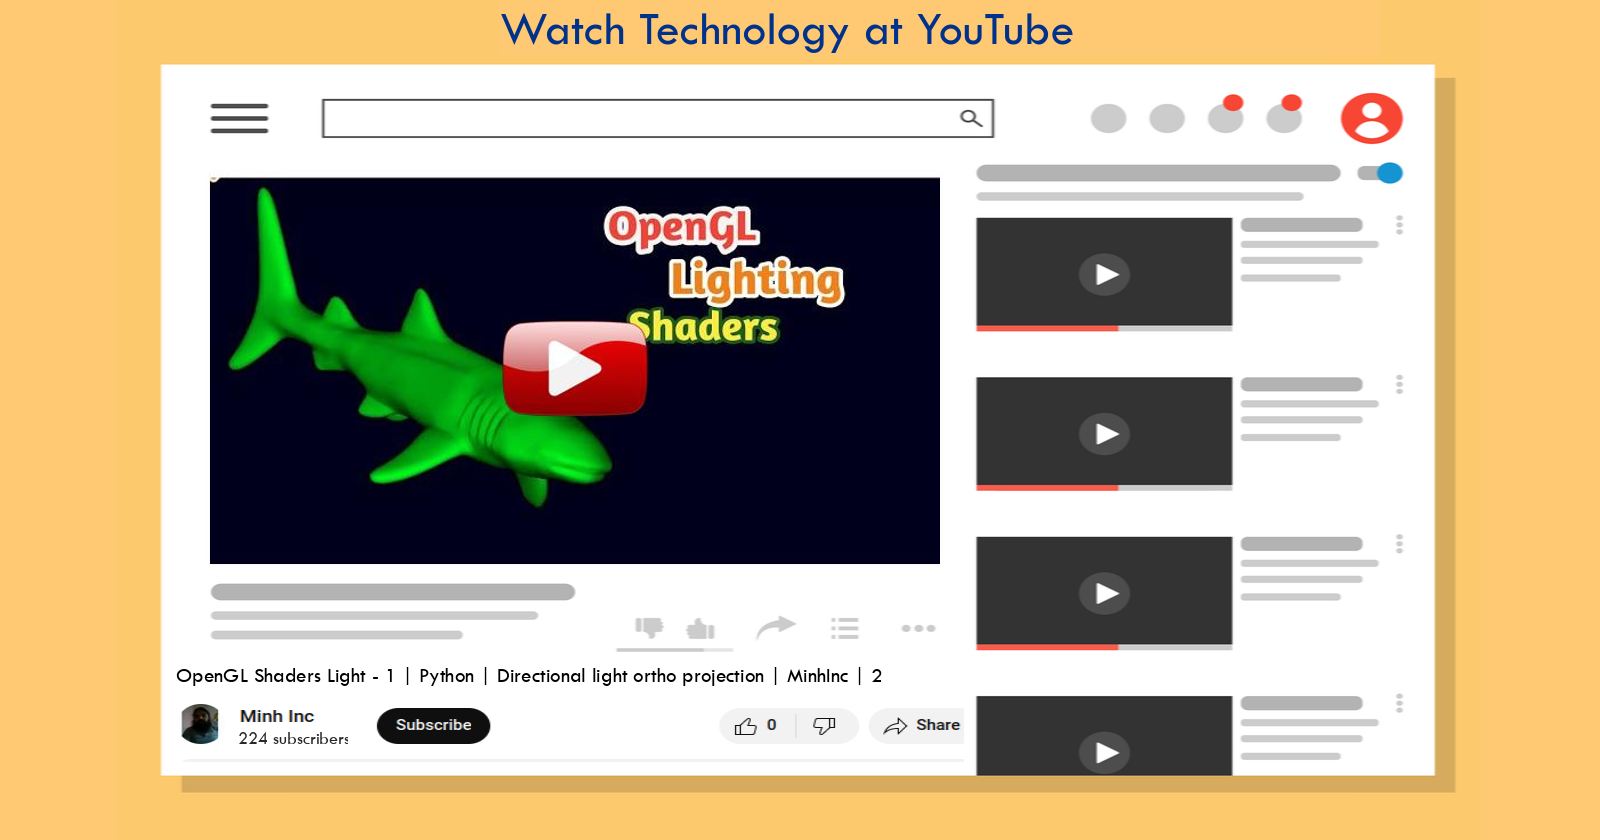 Watch Technology at YouTube
OpenGL
Lighting
Shaders
OpenGL Shaders Light - 1 | Python | Directional light ortho projection | MinhInc | 2
Minh Inc
224 subscribers
Subscribe
0
Share